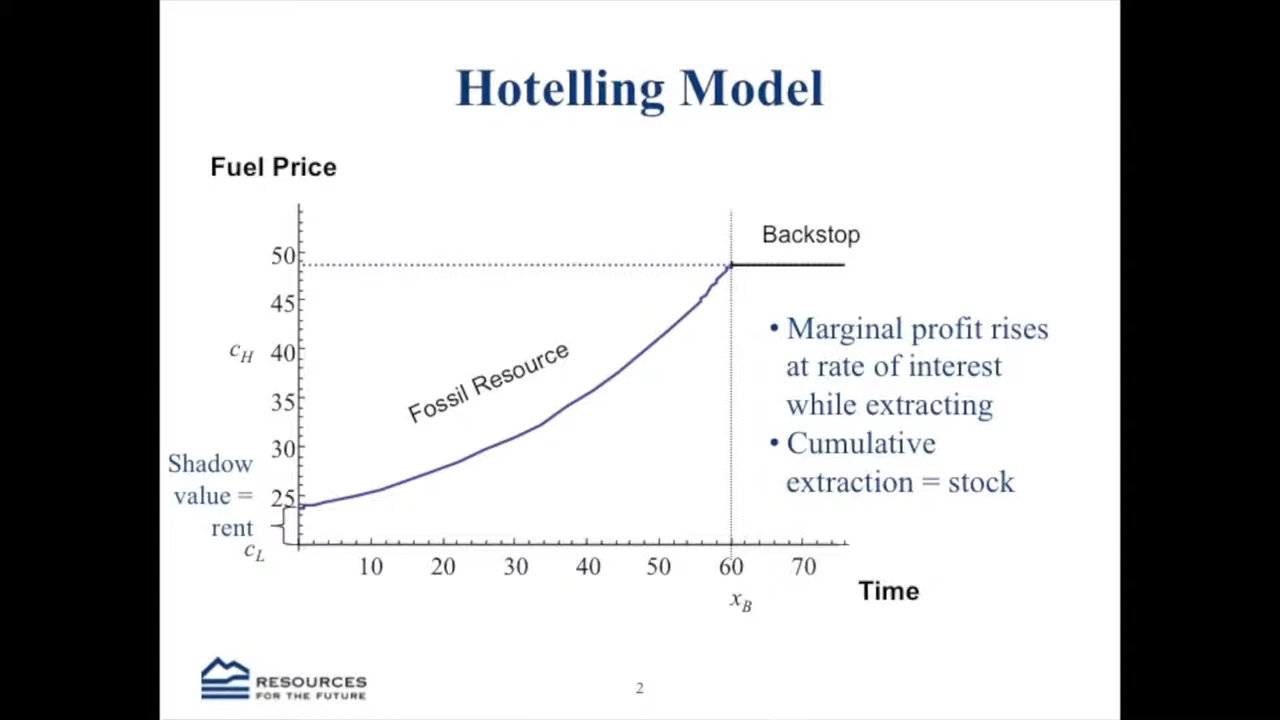 Hotelling Model
Fuel Price
Backstop
50
45
c_H 40
35
30
25
Fossil Resource
• Marginal profit rises
at rate of interest
while extracting
• Cumulative
extraction = stock
Shadow
value =
rent
c_L
10 20 30 40 50 60 70
x_B
Time
RESOURCES
FOR THE FUTURE
2